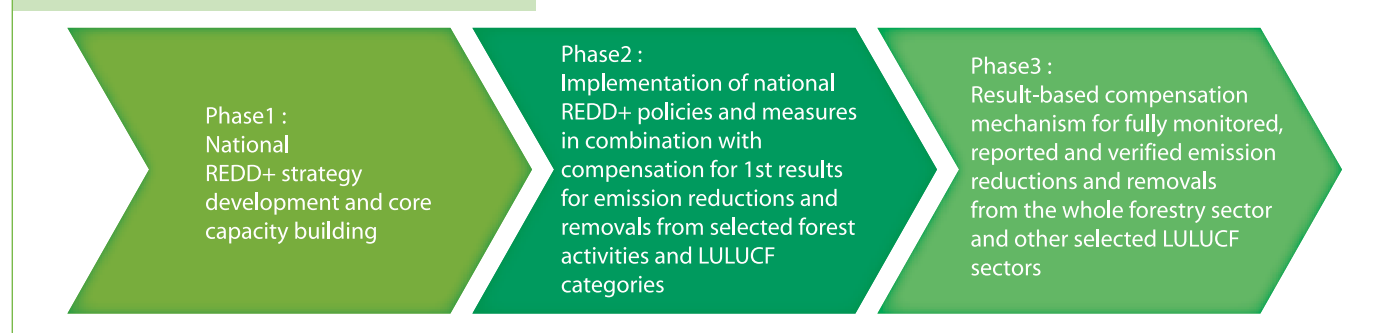 Phase1 :
National
REDD+ strategy
development and core
capacity building
Phase2 :
Implementation of national
REDD+ policies and measures
in combination with
compensation for 1st results
for emission reductions and
removals from selected forest
activities and LULUCF
categories
Phase3 :
Result-based compensation
mechanism for fully monitored,
reported and verified emission
reductions and removals
from the whole forestry sector
and other selected LULUCF
sectors